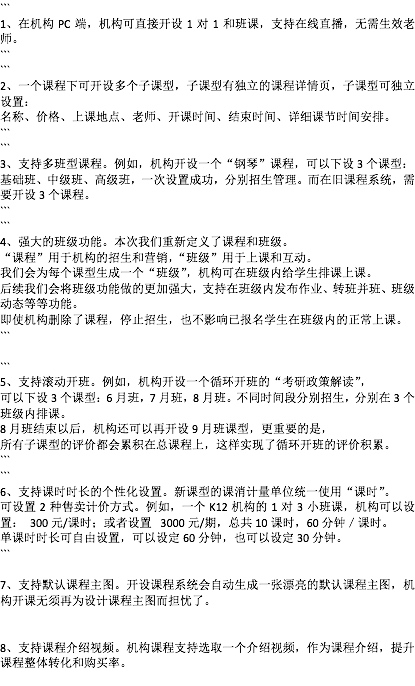 ```
1、在机构 PC 端，机构可直接开设 1 对 1 和班课，支持在线直播，无需生效老
师。
```
```
2、一个课程下可开设多个子课型，子课型有独立的课程详情页，子课型可独立
设置：
名称、价格、上课地点、老师、开课时间、结束时间、详细课节时间安排。
```
```
3、支持多班型课程。例如，机构开设一个“钢琴”课程，可以下设 3 个课型：
基础班、中级班、高级班，一次设置成功，分别招生管理。而在旧课程系统，需
要开设 3 个课程。
```
```
4、强大的班级功能。本次我们重新定义了课程和班级。
“课程”用于机构的招生和营销，“班级”用于上课和互动。
我们会为每个课型生成一个“班级”，机构可在班级内给学生排课上课。
后续我们会将班级功能做的更加强大，支持在班级内发布作业、转班并班、班级
动态等等功能。
即使机构删除了课程，停止招生，也不影响已报名学生在班级内的正常上课。
```
```
5、支持滚动开班。例如，机构开设一个循环开班的“考研政策解读”，
可以下设 3 个课型：6 月班，7 月班，8 月班。不同时间段分别招生，分别在 3 个
班级内排课。
8 月班结束以后，机构还可以再开设 9 月班课型，更重要的是，
所有子课型的评价都会累积在总课程上，这样实现了循环开班的评价积累。
```
```
6、支持课时时长的个性化设置。新课型的课消计量单位统一使用“课时”。
可设置 2 种售卖计价方式。例如，一个 K12 机构的 1 对 3 小班课，机构可以设
置： 300 元/课时；或者设置 3000 元/期，总共 10 课时，60 分钟／课时。
单课时时长可自由设置，可以设定 60 分钟，也可以设定 30 分钟。
```
7、支持默认课程主图。开设课程系统会自动生成一张漂亮的默认课程主图，机
构开课无须再为设计课程主图而担忧了。
8、支持课程介绍视频。机构课程支持选取一个介绍视频，作为课程介绍，提升
课程整体转化和购买率。